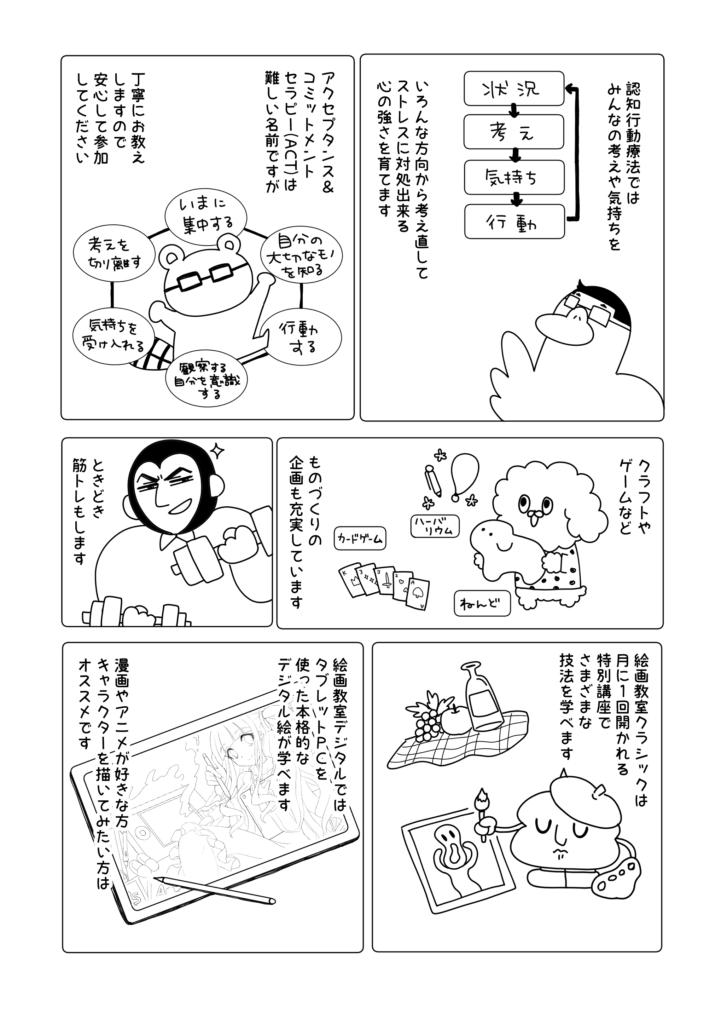 認知行動療法では
みんなの考えや気持ちを
状況
考え
気持ち
行動
いろんな方向から考え直して
ストレスに対処出来る
心の強さを育てます
アクセプタンス&
コミットメント
セラピー(ACT)は
難しい名前ですが
いまに
集中する
自分の
大切なモノ
を知る
行動
する
観察する
自分を意識
する
気持ちを
受け入れる
考えを
切り離す
丁寧にお教え
しますので
安心して参加
してください
クラフトや
ゲームなど
ハーバ
リウム
カードゲーム
ねんど
ものづくりの
企画も充実しています
ときどき
筋トレもします
絵画教室クラシックは
月に1回開かれる
特別講座で
さまざまな
技法を学べます
絵画教室デジタルでは
タブレットPCを
使った本格的な
デジタル絵が学べます
漫画やアニメが好きな方
キャラクターを描いてみたい方は
オススメです